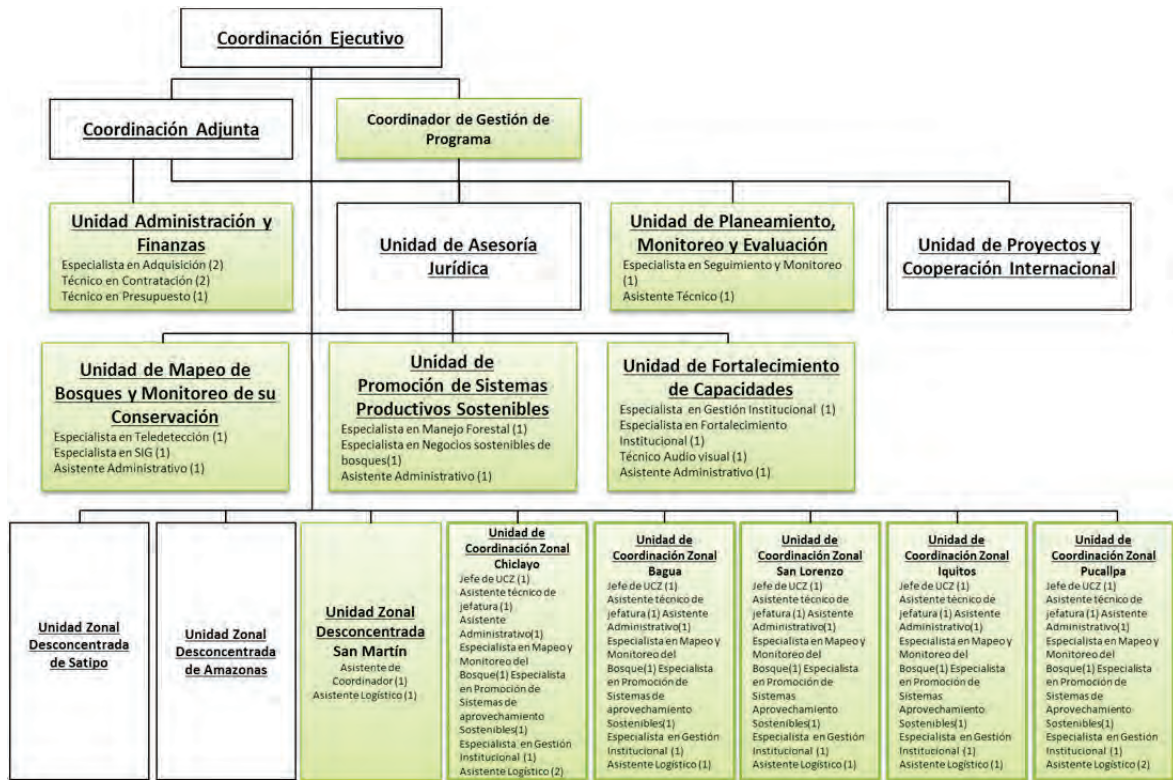 Coordinación Ejecutivo
Coordinación Adjunta
Coordinador de Gestión de
Programa
Unidad Administración y
Finanzas
Especialista en Adquisición (2)
Técnico en Contratación (2)
Técnico en Presupuesto (1)
Unidad de Asesoría
Jurídica
Unidad de Planeamiento,
Monitoreo y Evaluación
Especialista en Seguimiento y Monitoreo
(1)
Asistente Técnico (1)
Unidad de Proyectos y
Cooperación Internacional
Unidad de Mapeo de
Bosques y Monitoreo de su
Conservación
Especialista en Teledetección (1)
Especialista en SIG (1)
Asistente Administrativo (1)
Unidad de
Promoción de Sistemas
Productivos Sostenibles
Especialista en Manejo Forestal (1)
Especialista en Negocios sostenibles de
bosques(1)
Asistente Administrativo (1)
Unidad de Fortalecimiento
de Capacidades
Especialista en Gestión Institucional (1)
Especialista en Fortalecimiento
Institucional (1)
Técnico Audio visual (1)
Asistente Administrativo (1)
Unidad Zonal
Desconcentrada
de Satipo
Unidad Zonal
Desconcentrada
de Amazonas
Unidad Zonal
Desconcentrada
San Martín
Asistente de
Coordinador (1)
Asistente Logístico (1)
Unidad de
Coordinación Zonal
Chiclayo
Jefe de UCZ (1)
Asistente técnico de
jefatura (1)
Asistente
Administrativo(1)
Especialista en Mapeo y
Monitoreo del
Bosque(1) Especialista
en Promoción de
Sistemas de
aprovechamiento
Sostenibles(1)
Especialista en Gestión
Institucional (1)
Asistente Logístico (2)
Unidad de
Coordinación Zonal
Bagua
Jefe de UCZ (1)
Asistente técnico de
jefatura (1) Asistente
Administrativo(1)
Especialista en Mapeo y
Monitoreo del
Bosque(1) Especialista
en Promoción de
Sistemas de
aprovechamiento
Sostenibles(1)
Especialista en Gestión
Institucional (1)
Asistente Logístico (1)
Unidad de
Coordinación Zonal
San Lorenzo
Jefe de UCZ (1)
Asistente técnico de
jefatura (1) Asistente
Administrativo(1)
Especialista en Mapeo y
Monitoreo del
Bosque(1) Especialista
en Promoción de
Sistemas
Aprovechamiento
Sostenibles(1)
Especialista en Gestión
Institucional (1)
Asistente Logístico (1)
Unidad de
Coordinación Zonal
Iquitos
Jefe de UCZ (1)
Asistente técnico de
jefatura (1) Asistente
Administrativo(1)
Especialista en Mapeo y
Monitoreo del
Bosque(1) Especialista
en Promoción de
Sistemas
Aprovechamiento
Sostenibles(1)
Especialista en Gestión
Institucional (1)
Asistente Logístico (1)
Unidad de
Coordinación Zonal
Pucallpa
Jefe de UCZ (1)
Asistente técnico de
jefatura (1) Asistente
Administrativo(1)
Especialista en Mapeo y
Monitoreo del
Bosque(1) Especialista
en Promoción de
Sistemas
Aprovechamiento
Sostenibles(1)
Especialista en Gestión
Institucional (1)
Asistente Logístico (2)